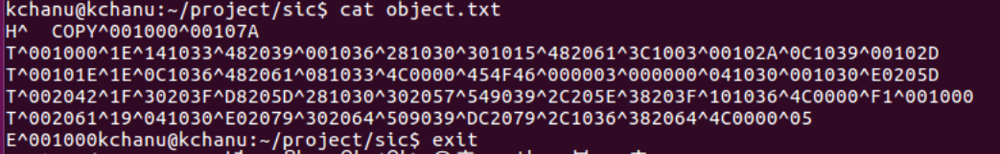 kchanu@kchanu:~/project/sic$ cat object.txt
H^  COPY^001000^00107A
T^001000^1E^141033^482039^001036^281030^301015^482061^3C1003^00102A^0C1039^00102D
T^00101E^1E^0C1036^482061^081033^4C0000^454F46^000003^000000^041030^001030^E0205D
T^002042^1F^30203F^D8205D^281030^302057^549039^2C205E^38203F^101036^4C0000^F1^001000
T^002061^19^041030^E02079^302064^509039^DC2079^2C1036^382064^4C0000^05
E^001000kchanu@kchanu:~/project/sic$ exit